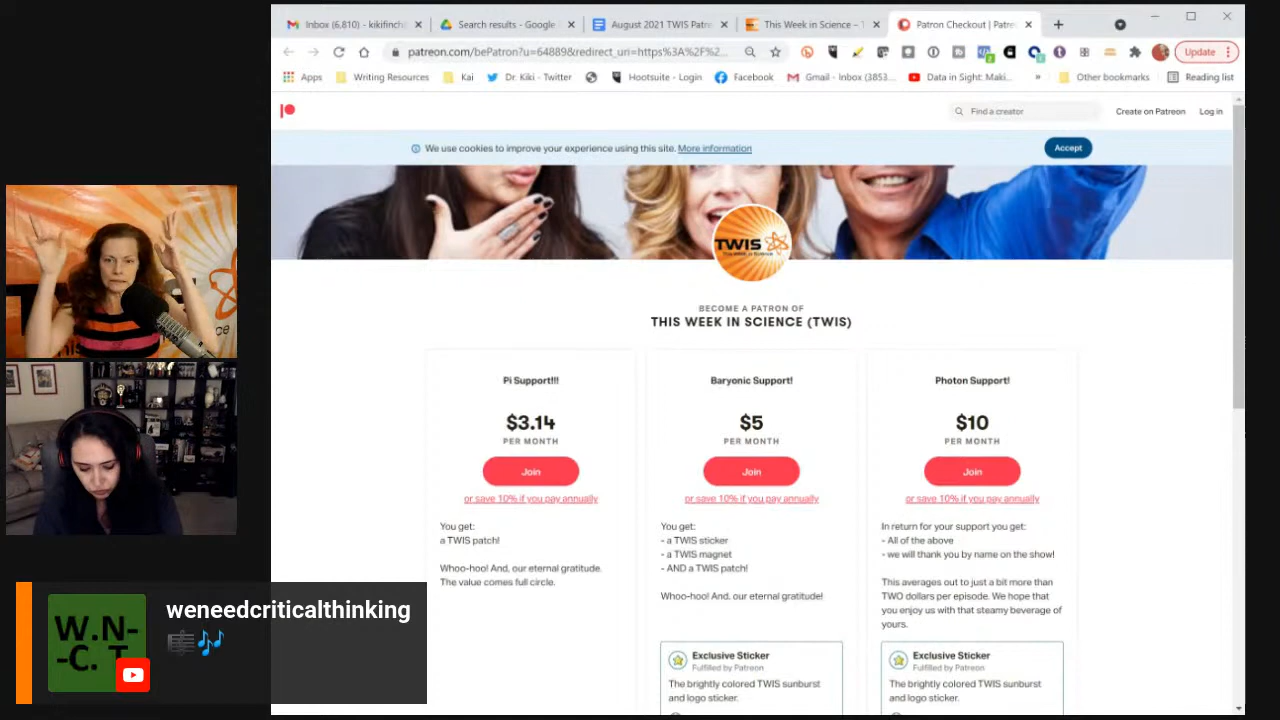 Inbox (6,810) - kikifinch
Search results - Google
August 2021 TWIS Patre
This Week in Science – T
Patron Checkout | Patre
patreon.com/bePatron?u=64889&redirect_uri=https%3A%2F%2...
Update
Apps
Writing Resources
Kai
Dr. Kiki - Twitter
Hootsuite - Login
Facebook
Gmail - Inbox (3853...
Data in Sight: Maki...
»
Other bookmarks
Reading list
Find a creator
Create on Patreon
Log in
We use cookies to improve your experience using this site. More information
Accept
TWIS
This Week in Science
BECOME A PATRON OF
THIS WEEK IN SCIENCE (TWIS)
Pi Support!!!
$3.14
PER MONTH
Join
or save 10% if you pay annually
You get:
a TWIS patch!
Whoo-hoo! And, our eternal gratitude.
The value comes full circle.
Baryonic Support!
$5
PER MONTH
Join
or save 10% if you pay annually
You get:
- a TWIS sticker
- a TWIS magnet
- AND a TWIS patch!
Whoo-hoo! And, our eternal gratitude!
Exclusive Sticker
Fulfilled by Patreon
The brightly colored TWIS sunburst
and logo sticker.
Photon Support!
$10
PER MONTH
Join
or save 10% if you pay annually
In return for your support you get:
- All of the above
- we will thank you by name on the show!
This averages out to just a bit more than
TWO dollars per episode. We hope that
you enjoy us with that steamy beverage of
yours.
Exclusive Sticker
Fulfilled by Patreon
The brightly colored TWIS sunburst
and logo sticker.
W.N-
-C. T
weneedcriticalthinking